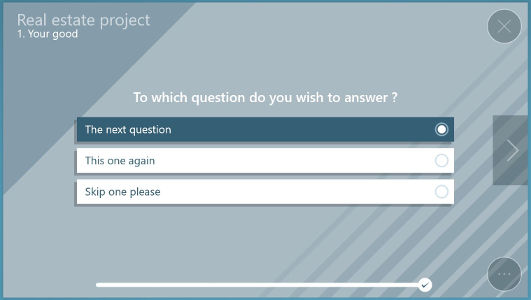 Real estate project
1. Your good
To which question do you wish to answer ?
The next question
This one again
Skip one please